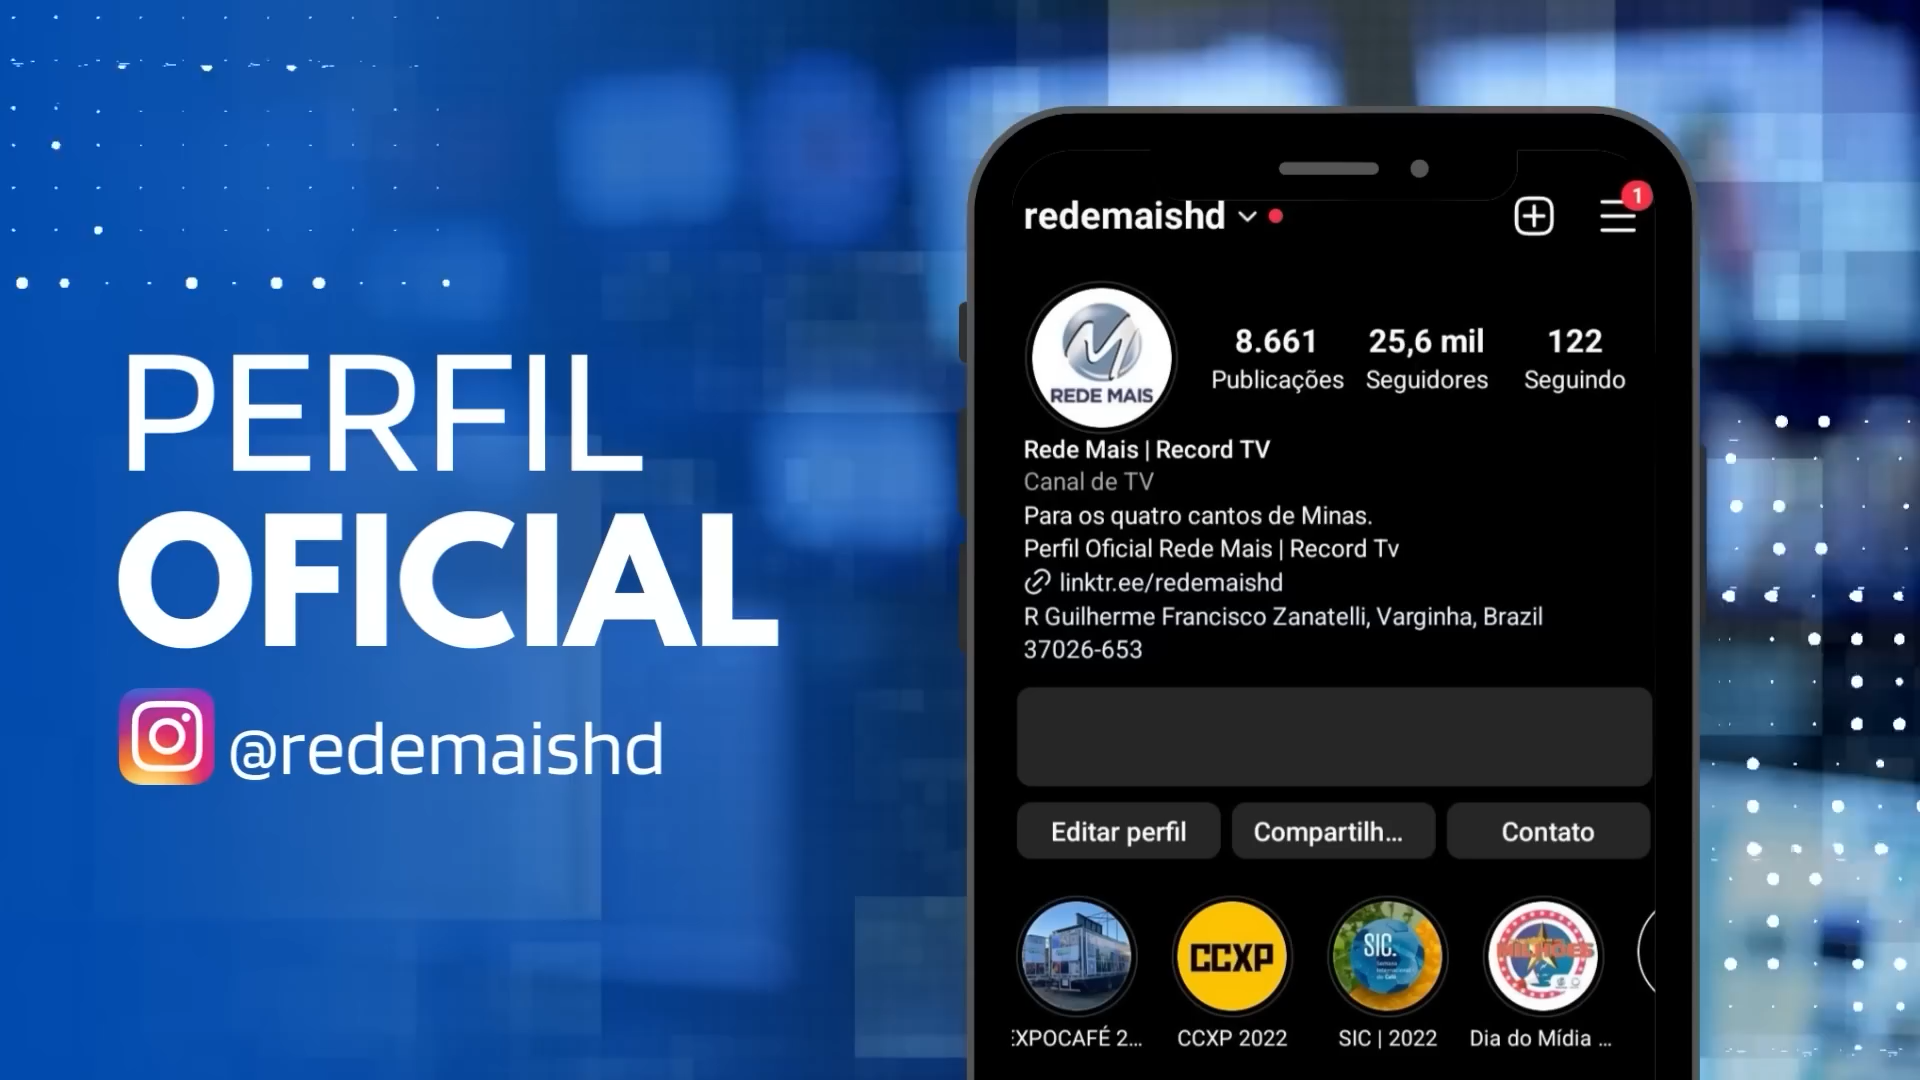 PERFIL
OFICIAL
@redemaishd
redemaishd
1
REDE MAIS
8.661 25,6 mil 122
Publicações Seguidores Seguindo
Rede Mais | Record TV
Canal de TV
Para os quatro cantos de Minas.
Perfil Oficial Rede Mais | Record Tv
linktr.ee/redemaishd
R Guilherme Francisco Zanatelli, Varginha, Brazil
37026-653
Editar perfil Compartilh... Contato
CCXP
SIC.
MILHÕES
EXPOCAFÉ 2... CCXP 2022 SIC | 2022 Dia do Mídia ...